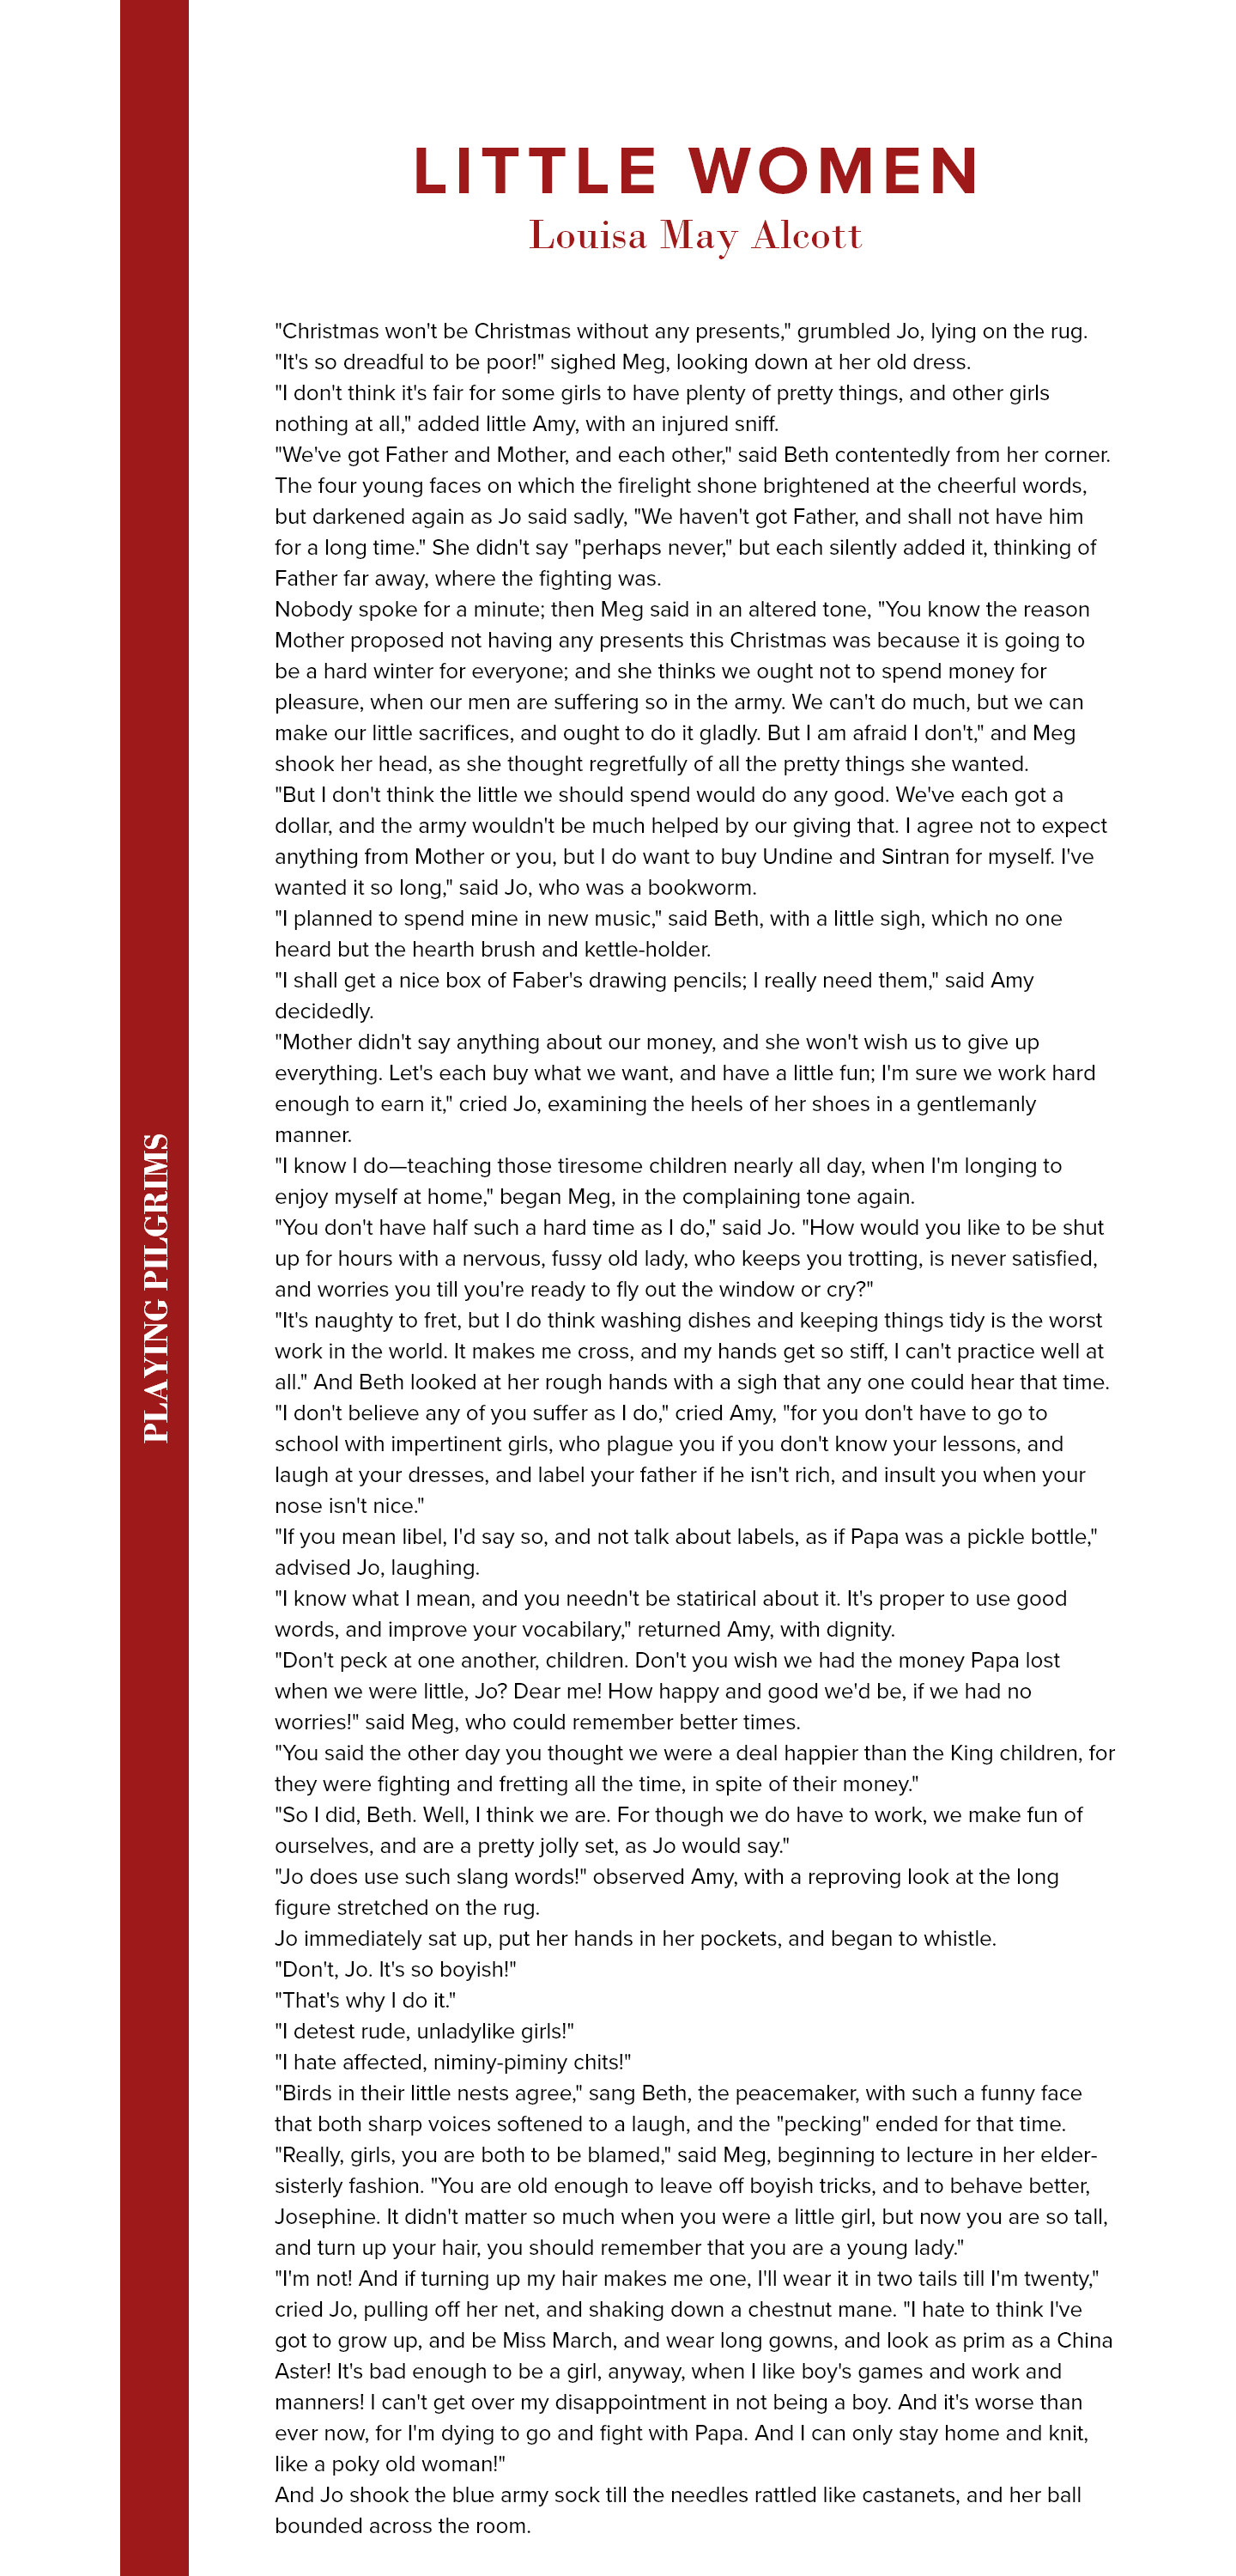 LITTLE WOMEN
Louisa May Alcott
"Christmas won't be Christmas without any presents," grumbled Jo, lying on the rug.
"It's so dreadful to be poor!" sighed Meg, looking down at her old dress.
"I don't think it's fair for some girls to have plenty of pretty things, and other girls
nothing at all," added little Amy, with an injured sniff.
"We've got Father and Mother, and each other," said Beth contentedly from her corner.
The four young faces on which the firelight shone brightened at the cheerful words,
but darkened again as Jo said sadly, "We haven't got Father, and shall not have him
for a long time." She didn't say "perhaps never," but each silently added it, thinking of
Father far away, where the fighting was.
Nobody spoke for a minute; then Meg said in an altered tone, "You know the reason
Mother proposed not having any presents this Christmas was because it is going to
be a hard winter for everyone; and she thinks we ought not to spend money for
pleasure, when our men are suffering so in the army. We can't do much, but we can
make our little sacrifices, and ought to do it gladly. But I am afraid I don't," and Meg
shook her head, as she thought regretfully of all the pretty things she wanted.
"But I don't think the little we should spend would do any good. We've each got a
dollar, and the army wouldn't be much helped by our giving that. I agree not to expect
anything from Mother or you, but I do want to buy Undine and Sintran for myself. I've
wanted it so long," said Jo, who was a bookworm.
"I planned to spend mine in new music," said Beth, with a little sigh, which no one
heard but the hearth brush and kettle-holder.
"I shall get a nice box of Faber's drawing pencils; I really need them," said Amy
decidedly.
"Mother didn't say anything about our money, and she won't wish us to give up
everything. Let's each buy what we want, and have a little fun; I'm sure we work hard
enough to earn it," cried Jo, examining the heels of her shoes in a gentlemanly
manner.
"I know I do—teaching those tiresome children nearly all day, when I'm longing to
enjoy myself at home," began Meg, in the complaining tone again.
"You don't have half such a hard time as I do," said Jo. "How would you like to be shut
up for hours with a nervous, fussy old lady, who keeps you trotting, is never satisfied,
and worries you till you're ready to fly out the window or cry?"
"It's naughty to fret, but I do think washing dishes and keeping things tidy is the worst
work in the world. It makes me cross, and my hands get so stiff, I can't practice well at
all." And Beth looked at her rough hands with a sigh that any one could hear that time.
"I don't believe any of you suffer as I do," cried Amy, "for you don't have to go to
school with impertinent girls, who plague you if you don't know your lessons, and
laugh at your dresses, and label your father if he isn't rich, and insult you when your
nose isn't nice."
"If you mean libel, I'd say so, and not talk about labels, as if Papa was a pickle bottle,"
advised Jo, laughing.
"I know what I mean, and you needn't be statirical about it. It's proper to use good
words, and improve your vocabilary," returned Amy, with dignity.
"Don't peck at one another, children. Don't you wish we had the money Papa lost
when we were little, Jo? Dear me! How happy and good we'd be, if we had no
worries!" said Meg, who could remember better times.
"You said the other day you thought we were a deal happier than the King children, for
they were fighting and fretting all the time, in spite of their money."
"So I did, Beth. Well, I think we are. For though we do have to work, we make fun of
ourselves, and are a pretty jolly set, as Jo would say."
"Jo does use such slang words!" observed Amy, with a reproving look at the long
figure stretched on the rug.
Jo immediately sat up, put her hands in her pockets, and began to whistle.
"Don't, Jo. It's so boyish!"
"That's why I do it."
"I detest rude, unladylike girls!"
"I hate affected, niminy-piminy chits!"
"Birds in their little nests agree," sang Beth, the peacemaker, with such a funny face
that both sharp voices softened to a laugh, and the "pecking" ended for that time.
"Really, girls, you are both to be blamed," said Meg, beginning to lecture in her elder-
sisterly fashion. "You are old enough to leave off boyish tricks, and to behave better,
Josephine. It didn't matter so much when you were a little girl, but now you are so tall,
and turn up your hair, you should remember that you are a young lady."
"I'm not! And if turning up my hair makes me one, I'll wear it in two tails till I'm twenty,"
cried Jo, pulling off her net, and shaking down a chestnut mane. "I hate to think I've
got to grow up, and be Miss March, and wear long gowns, and look as prim as a China
Aster! It's bad enough to be a girl, anyway, when I like boy's games and work and
manners! I can't get over my disappointment in not being a boy. And it's worse than
ever now, for I'm dying to go and fight with Papa. And I can only stay home and knit,
like a poky old woman!"
And Jo shook the blue army sock till the needles rattled like castanets, and her ball
bounded across the room.
PLAYING PILGRIMS